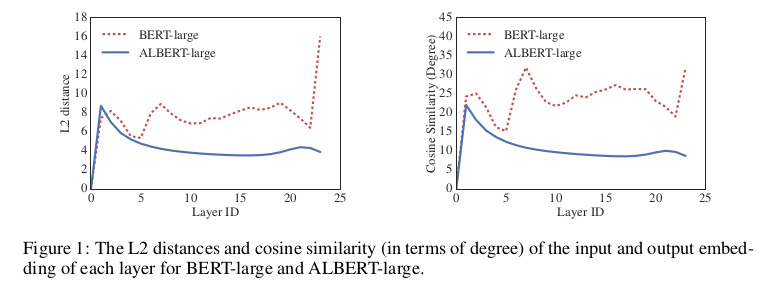 18
16
14
12
10
8
6
4
2
0
L2 distance
BERT-large
ALBERT-large
0 5 10 15 20 25
Layer ID
45
40
35
30
25
20
15
10
5
0
Cosine Similarity (Degree)
BERT-large
ALBERT-large
0 5 10 15 20 25
Layer ID
Figure 1: The L2 distances and cosine similarity (in terms of degree) of the input and output embed-
ding of each layer for BERT-large and ALBERT-large.